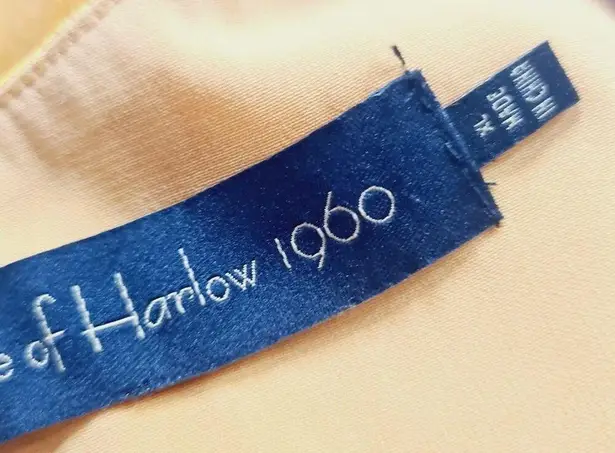 e of Harlow 1960
XL
MADE
IN CHINA